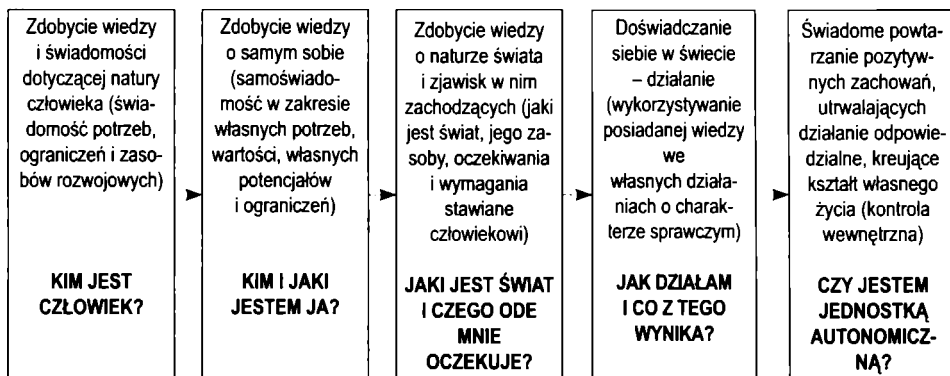 Zdobycie wiedzy
i świadomości
dotyczącej natury
człowieka (świa-
domość potrzeb,
ograniczeń i zaso-
bów rozwojowych)
KIM JEST
CZŁOWIEK?
Zdobycie wiedzy
o samym sobie
(samoświado-
mość w zakresie
własnych potrzeb,
wartości, własnych
potencjałów
i ograniczeń)
KIM I JAKI
JESTEM JA?
Zdobycie wiedzy
o naturze świata
i zjawisk w nim
zachodzących (jaki
jest świat, jego za-
soby, oczekiwania
i wymagania
stawiane
człowiekowi)
JAKI JEST ŚWIAT
I CZEGO ODE
MNIE
OCZEKUJE?
Doświadczanie
siebie w świecie
– działanie
(wykorzystywanie
posiadanej wiedzy
we
własnych działa-
niach o charak-
terze sprawczym)
JAK DZIAŁAM
I CO Z TEGO
WYNIKA?
Świadome powta-
rzanie pozytyw-
nych zachowań,
utrwalających
działanie odpowie-
dzialne, kreujące
kształt własnego
życia (kontrola
wewnętrzna)
CZY JESTEM
JEDNOSTKĄ
AUTONOMICZ-
NĄ?